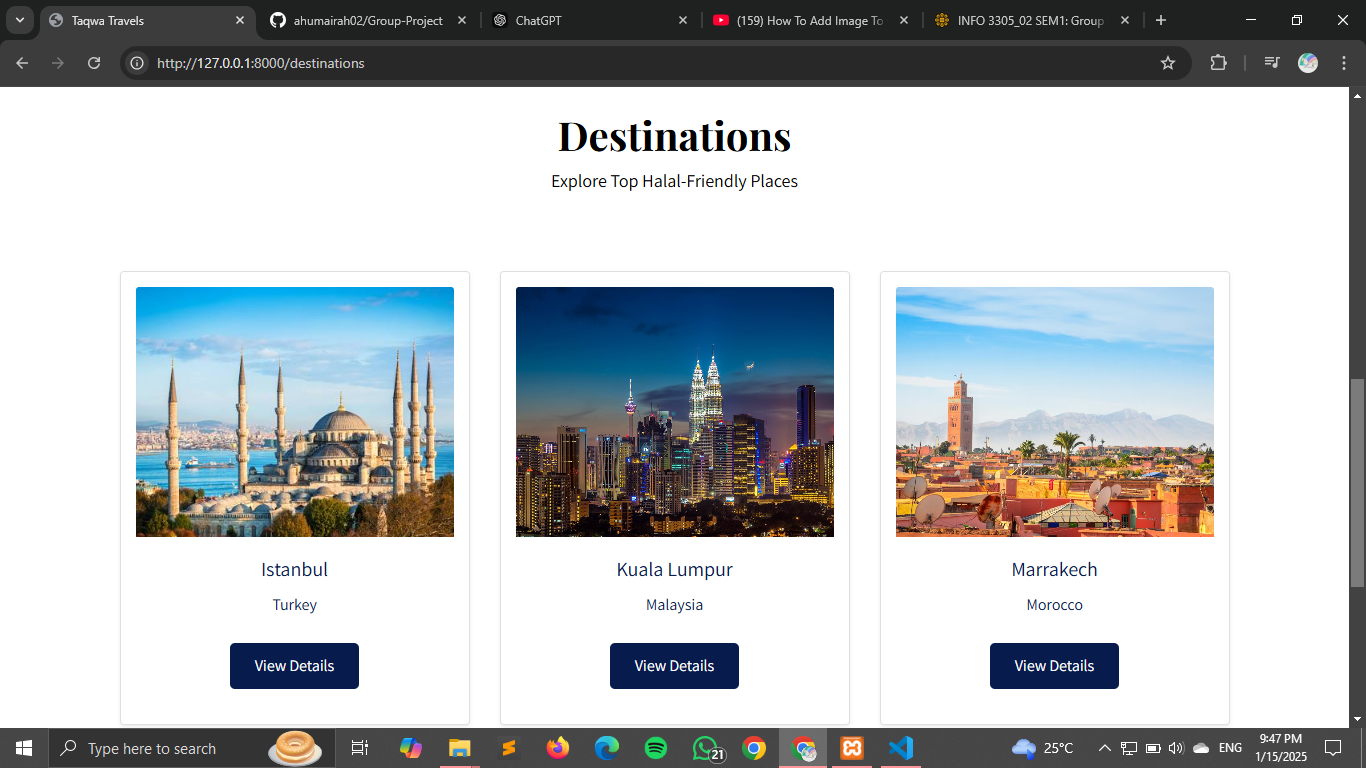 Taqwa Travels
ahumairah02/Group-Project
ChatGPT
(159) How To Add Image To
INFO 3305_02 SEM1: Group
http://127.0.0.1:8000/destinations
Destinations
Explore Top Halal-Friendly Places
Istanbul
Turkey
View Details
Kuala Lumpur
Malaysia
View Details
Marrakech
Morocco
View Details
Type here to search
21
25°C
ENG
9:47 PM
1/15/2025